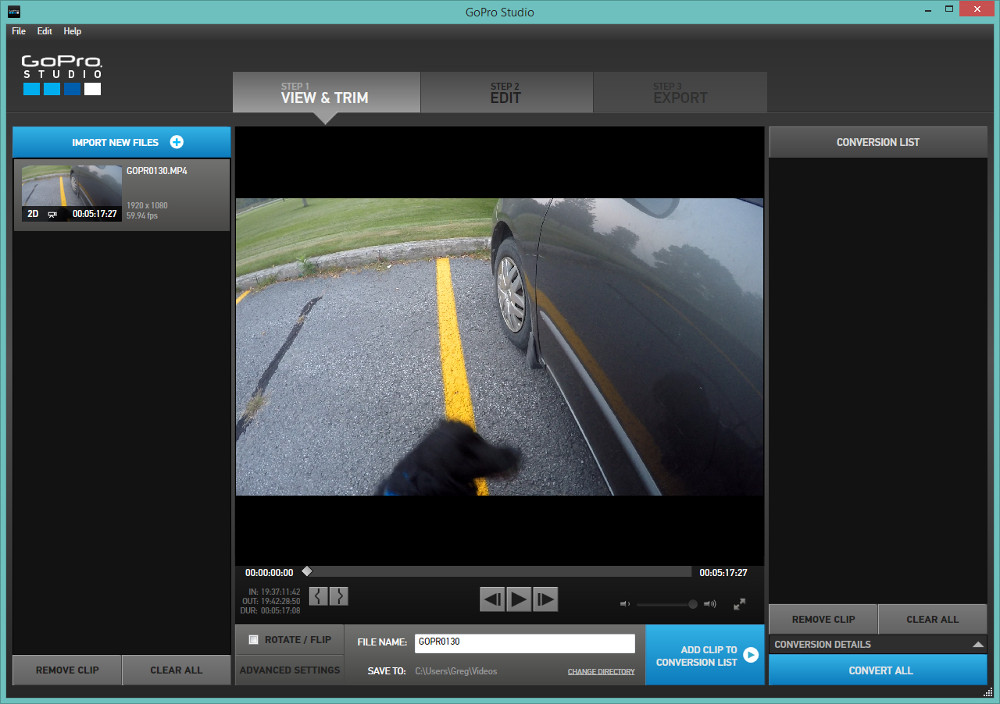 GoPro Studio
File Edit Help
GoPro
STUDIO
STEP 1
VIEW & TRIM
STEP 2
EDIT
STEP 3
EXPORT
IMPORT NEW FILES
GOPR0130.MP4
1920 x 1080
59.94 fps
2D 00:05:17:27
REMOVE CLIP CLEAR ALL
00:00:00:00 00:05:17:27
IN: 19:37:11:42
OUT: 19:42:28:50
DUR: 00:05:17:08
ROTATE / FLIP
ADVANCED SETTINGS
FILE NAME: GOPR0130
SAVE TO: C:\Users\Greg\Videos CHANGE DIRECTORY
ADD CLIP TO
CONVERSION LIST
CONVERSION LIST
REMOVE CLIP CLEAR ALL
CONVERSION DETAILS
CONVERT ALL